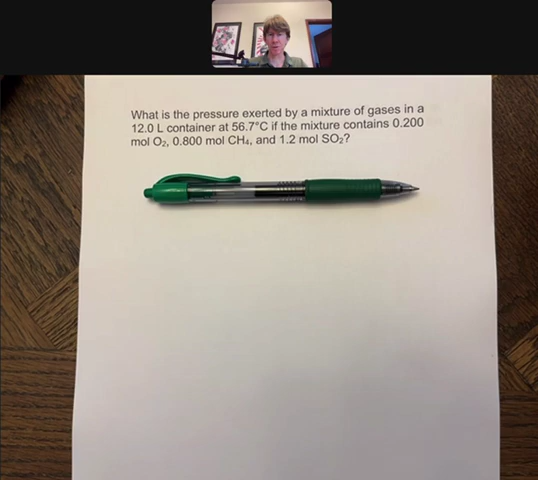 What is the pressure exerted by a mixture of gases in a
12.0 L container at 56.7°C if the mixture contains 0.200
mol O₂, 0.800 mol CH₄, and 1.2 mol SO₂?